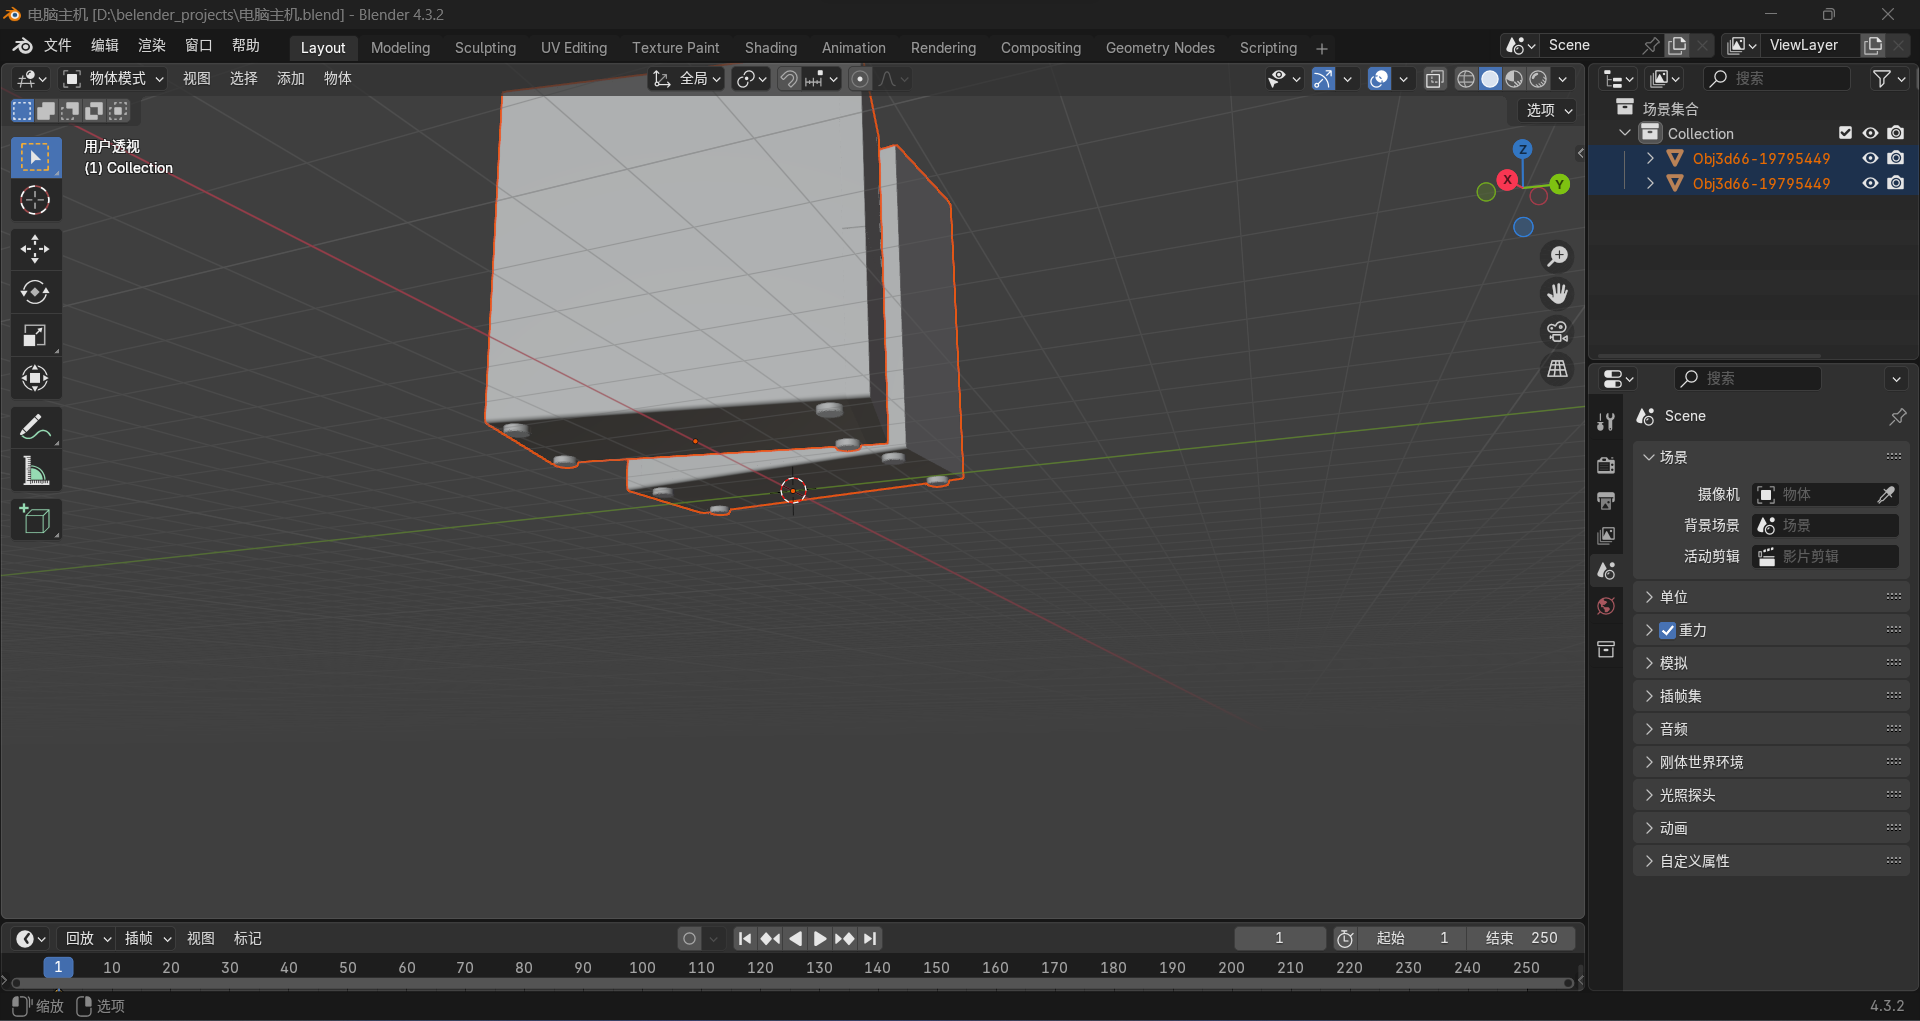 电脑主机 [D:\belender_projects\电脑主机.blend] - Blender 4.3.2
文件 编辑 渲染 窗口 帮助 Layout Modeling Sculpting UV Editing Texture Paint Shading Animation Rendering Compositing Geometry Nodes Scripting + Scene ViewLayer
物体模式 视图 选择 添加 物体 全局 搜索
选项
用户透视
(1) Collection
Z
X
Y
场景集合
Collection
Obj3d66-19795449
Obj3d66-19795449
搜索
Scene
场景
摄像机 物体
背景场景 场景
活动剪辑 影片剪辑
单位
重力
模拟
插帧集
音频
刚体世界环境
光照探头
动画
自定义属性
回放 插帧 视图 标记 1 起始 1 结束 250
1 10 20 30 40 50 60 70 80 90 100 110 120 130 140 150 160 170 180 190 200 210 220 230 240 250
缩放 选项 4.3.2